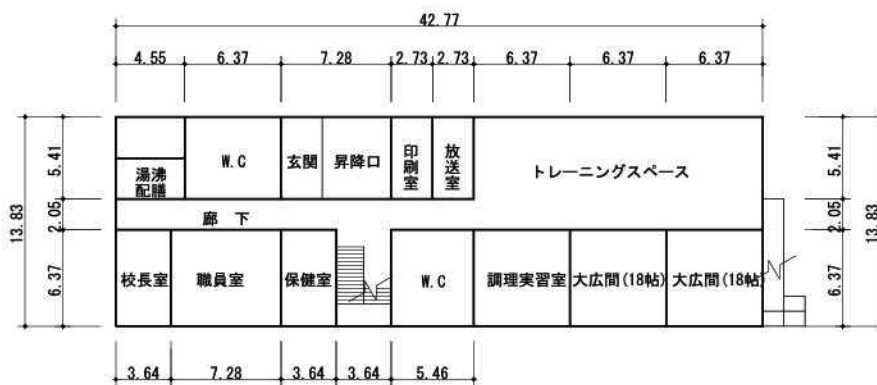 42.77
4.55 6.37 7.28 2.73 2.73 6.37 6.37 6.37
湯沸
配膳
W.C
玄関
昇降口
印刷室
放送室
トレーニングスペース
13.83
5.41
2.05
6.37
5.41
2.05
6.37
13.83
廊 下
校長室
職員室
保健室
W.C
調理実習室
大広間(18帖)
大広間(18帖)
3.64 7.28 3.64 3.64 5.46